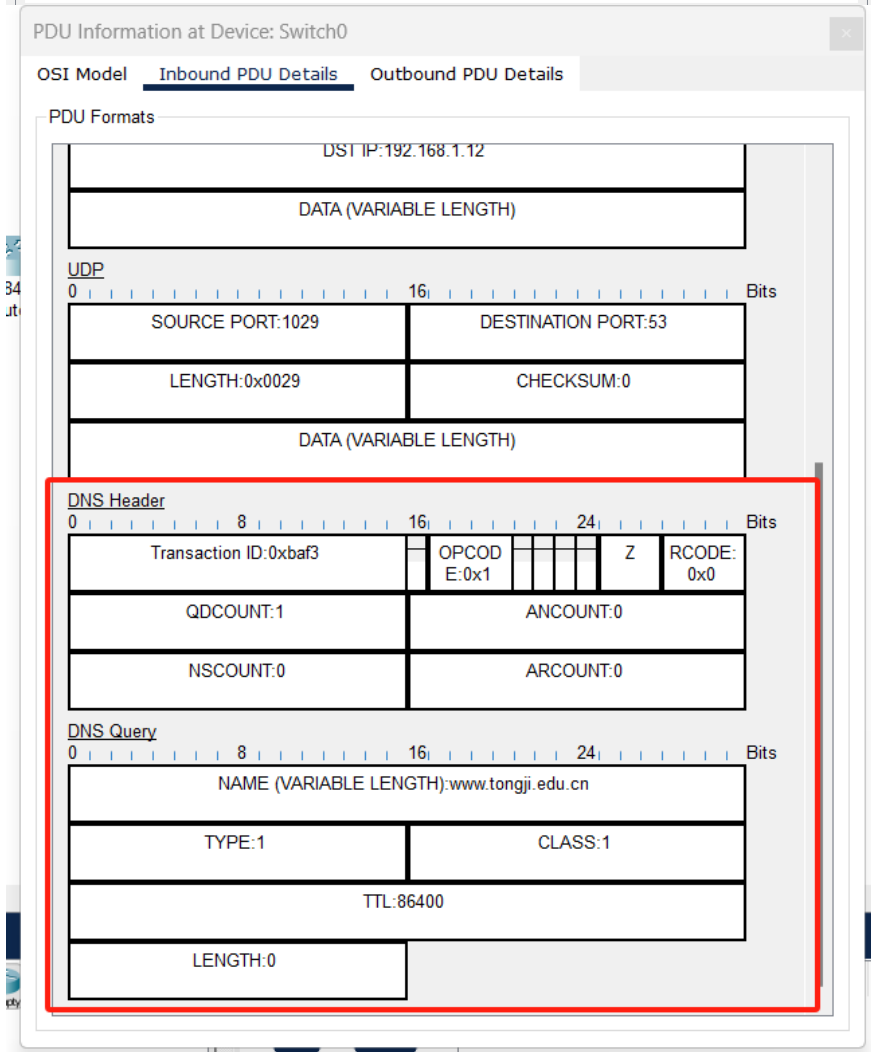 PDU Information at Device: Switch0
×
OSI Model Inbound PDU Details Outbound PDU Details
PDU Formats
DST IP:192.168.1.12
DATA (VARIABLE LENGTH)
UDP
0 16 Bits
SOURCE PORT:1029 DESTINATION PORT:53
LENGTH:0x0029 CHECKSUM:0
DATA (VARIABLE LENGTH)
DNS Header
0 8 16 24 Bits
Transaction ID:0xbaf3 OPCOD Z RCODE:
E:0x1 0x0
QDCOUNT:1 ANCOUNT:0
NSCOUNT:0 ARCOUNT:0
DNS Query
0 8 16 24 Bits
NAME (VARIABLE LENGTH):www.tongji.edu.cn
TYPE:1 CLASS:1
TTL:86400
LENGTH:0